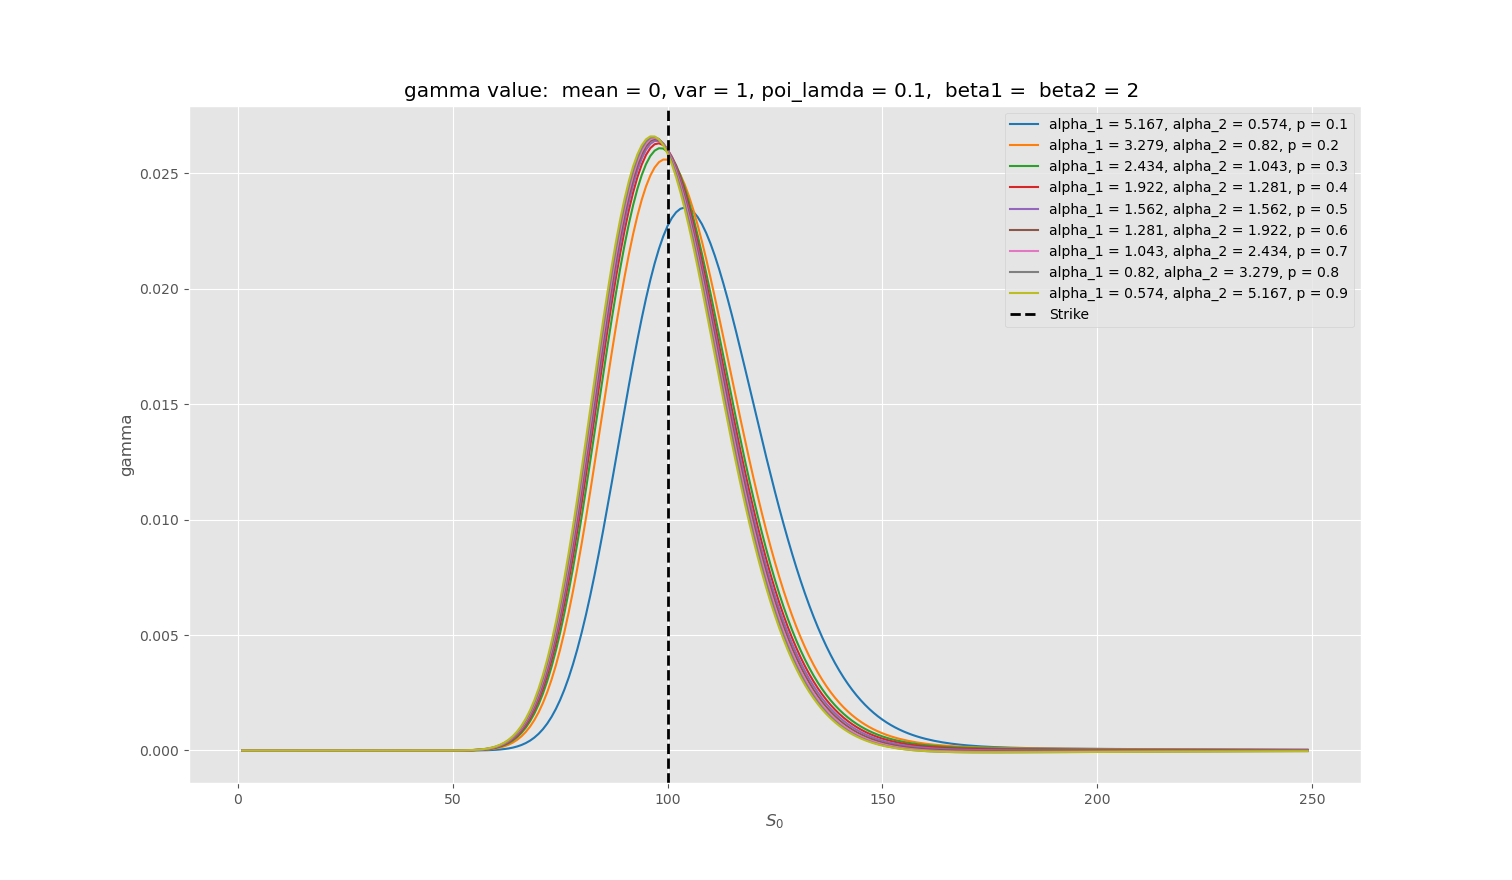 gamma value:  mean = 0, var = 1, poi_lamda = 0.1,  beta1 =  beta2 = 2
alpha_1 = 5.167, alpha_2 = 0.574, p = 0.1
alpha_1 = 3.279, alpha_2 = 0.82, p = 0.2
alpha_1 = 2.434, alpha_2 = 1.043, p = 0.3
alpha_1 = 1.922, alpha_2 = 1.281, p = 0.4
alpha_1 = 1.562, alpha_2 = 1.562, p = 0.5
alpha_1 = 1.281, alpha_2 = 1.922, p = 0.6
alpha_1 = 1.043, alpha_2 = 2.434, p = 0.7
alpha_1 = 0.82, alpha_2 = 3.279, p = 0.8
alpha_1 = 0.574, alpha_2 = 5.167, p = 0.9
Strike
gamma
0.025
0.020
0.015
0.010
0.005
0.000
0 50 100 150 200 250
S₀